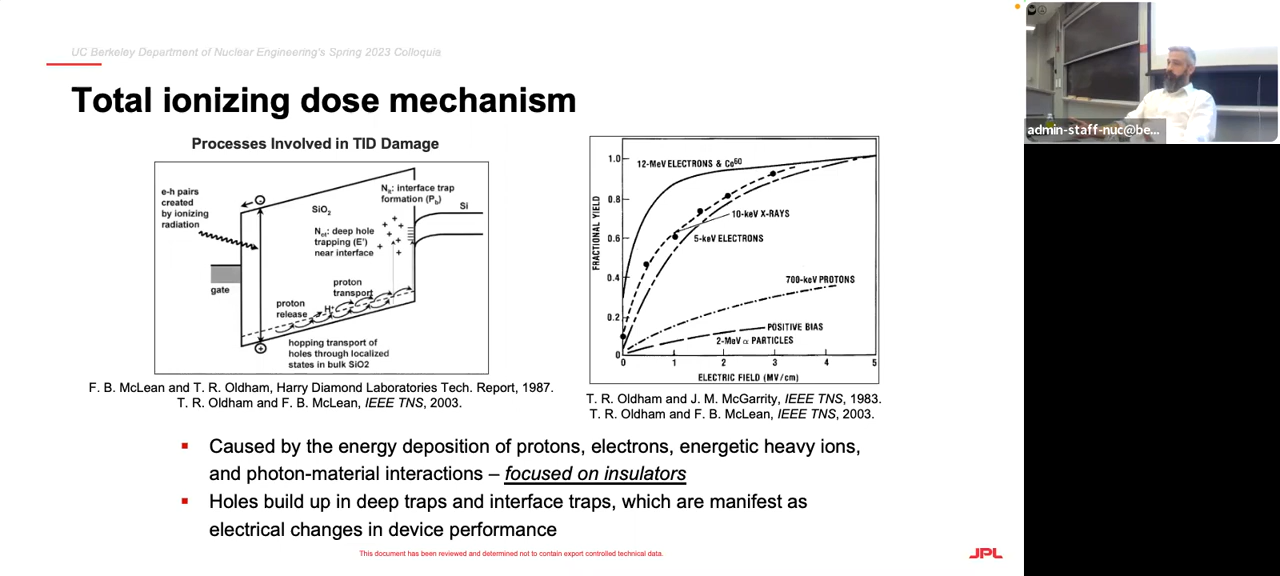 UC Berkeley Department of Nuclear Engineering's Spring 2023 Colloquia
Total ionizing dose mechanism
Processes Involved in TID Damage
e-h pairs
created
by ionizing
radiation
SiO2
Nit: interface trap
formation (Pb)
Si
Not: deep hole
trapping (E')
near interface
gate
proton
transport
proton
release
H+
hopping transport of
holes through localized
states in bulk SiO2
F. B. McLean and T. R. Oldham, Harry Diamond Laboratories Tech. Report, 1987.
T. R. Oldham and F. B. McLean, IEEE TNS, 2003.
FRACTIONAL YIELD
1.0
0.8
0.6
0.4
0.2
0
12-MeV ELECTRONS & Co60
10-keV X-RAYS
5-keV ELECTRONS
700-keV PROTONS
POSITIVE BIAS
2-MeV α PARTICLES
0 1 2 3 4 5
ELECTRIC FIELD (MV/cm)
T. R. Oldham and J. M. McGarrity, IEEE TNS, 1983.
T. R. Oldham and F. B. McLean, IEEE TNS, 2003.
▪ Caused by the energy deposition of protons, electrons, energetic heavy ions,
and photon-material interactions – focused on insulators
▪ Holes build up in deep traps and interface traps, which are manifest as
electrical changes in device performance
This document has been reviewed and determined not to contain export controlled technical data.
JPL
admin-staff-nuc@be...